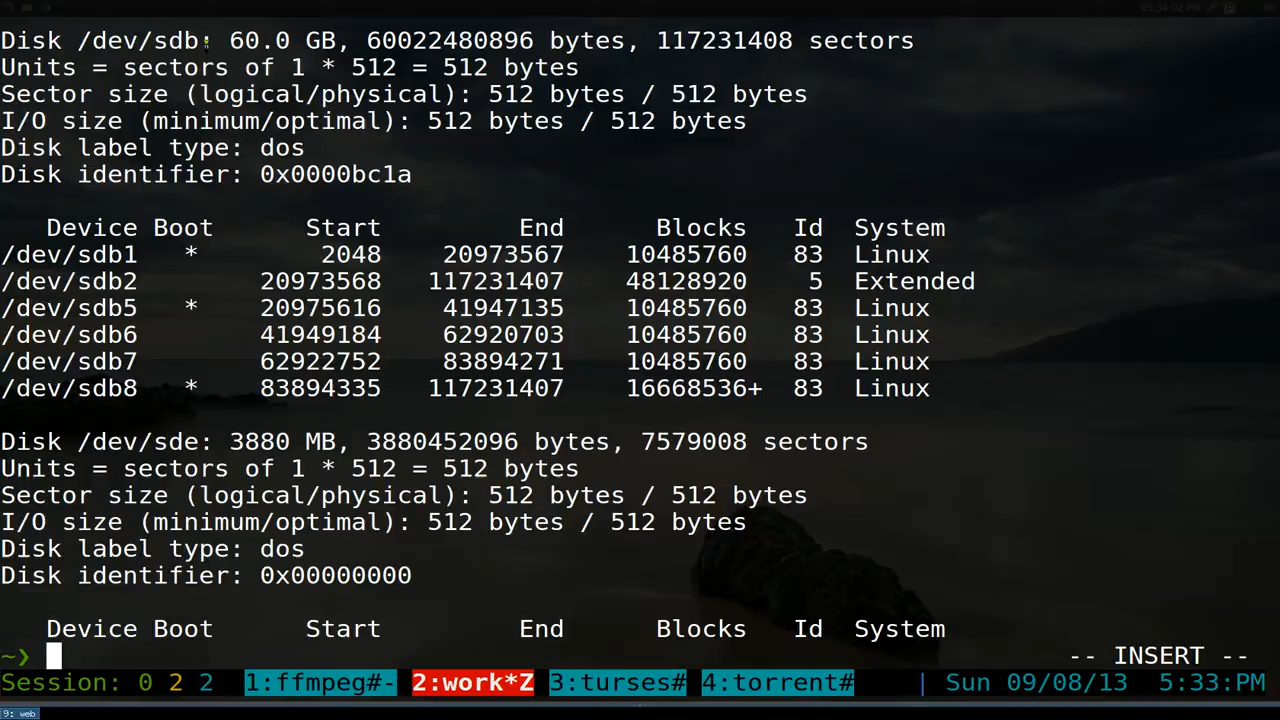 05:34:02 PM
Disk /dev/sdb: 60.0 GB, 60022480896 bytes, 117231408 sectors
Units = sectors of 1 * 512 = 512 bytes
Sector size (logical/physical): 512 bytes / 512 bytes
I/O size (minimum/optimal): 512 bytes / 512 bytes
Disk label type: dos
Disk identifier: 0x0000bc1a
Device Boot Start End Blocks Id System
/dev/sdb1 * 2048 20973567 10485760 83 Linux
/dev/sdb2 20973568 117231407 48128920 5 Extended
/dev/sdb5 * 20975616 41947135 10485760 83 Linux
/dev/sdb6 41949184 62920703 10485760 83 Linux
/dev/sdb7 62922752 83894271 10485760 83 Linux
/dev/sdb8 * 83894335 117231407 16668536+ 83 Linux
Disk /dev/sde: 3880 MB, 3880452096 bytes, 7579008 sectors
Units = sectors of 1 * 512 = 512 bytes
Sector size (logical/physical): 512 bytes / 512 bytes
I/O size (minimum/optimal): 512 bytes / 512 bytes
Disk label type: dos
Disk identifier: 0x00000000
Device Boot Start End Blocks Id System
~❯ -- INSERT --
Session: 0 2 2 1:ffmpeg#- 2:work*Z 3:turses# 4:torrent# | Sun 09/08/13 5:33:PM
9: web